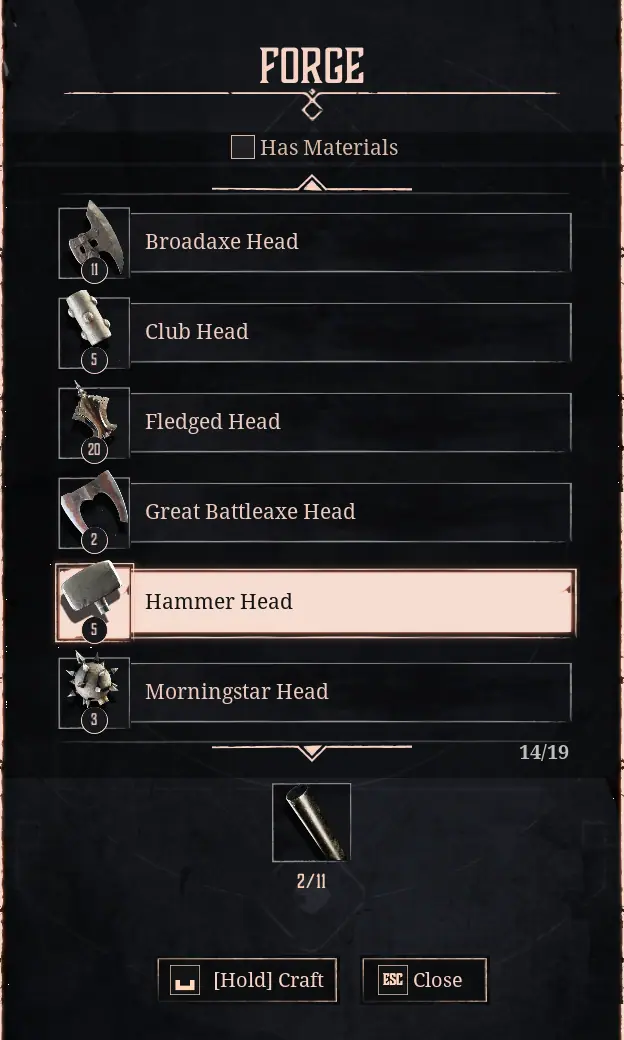 FORGE
Has Materials
Broadaxe Head
11
Club Head
5
Fledged Head
20
Great Battleaxe Head
2
Hammer Head
5
Morningstar Head
3
14/19
2/11
[Hold] Craft
ESC Close